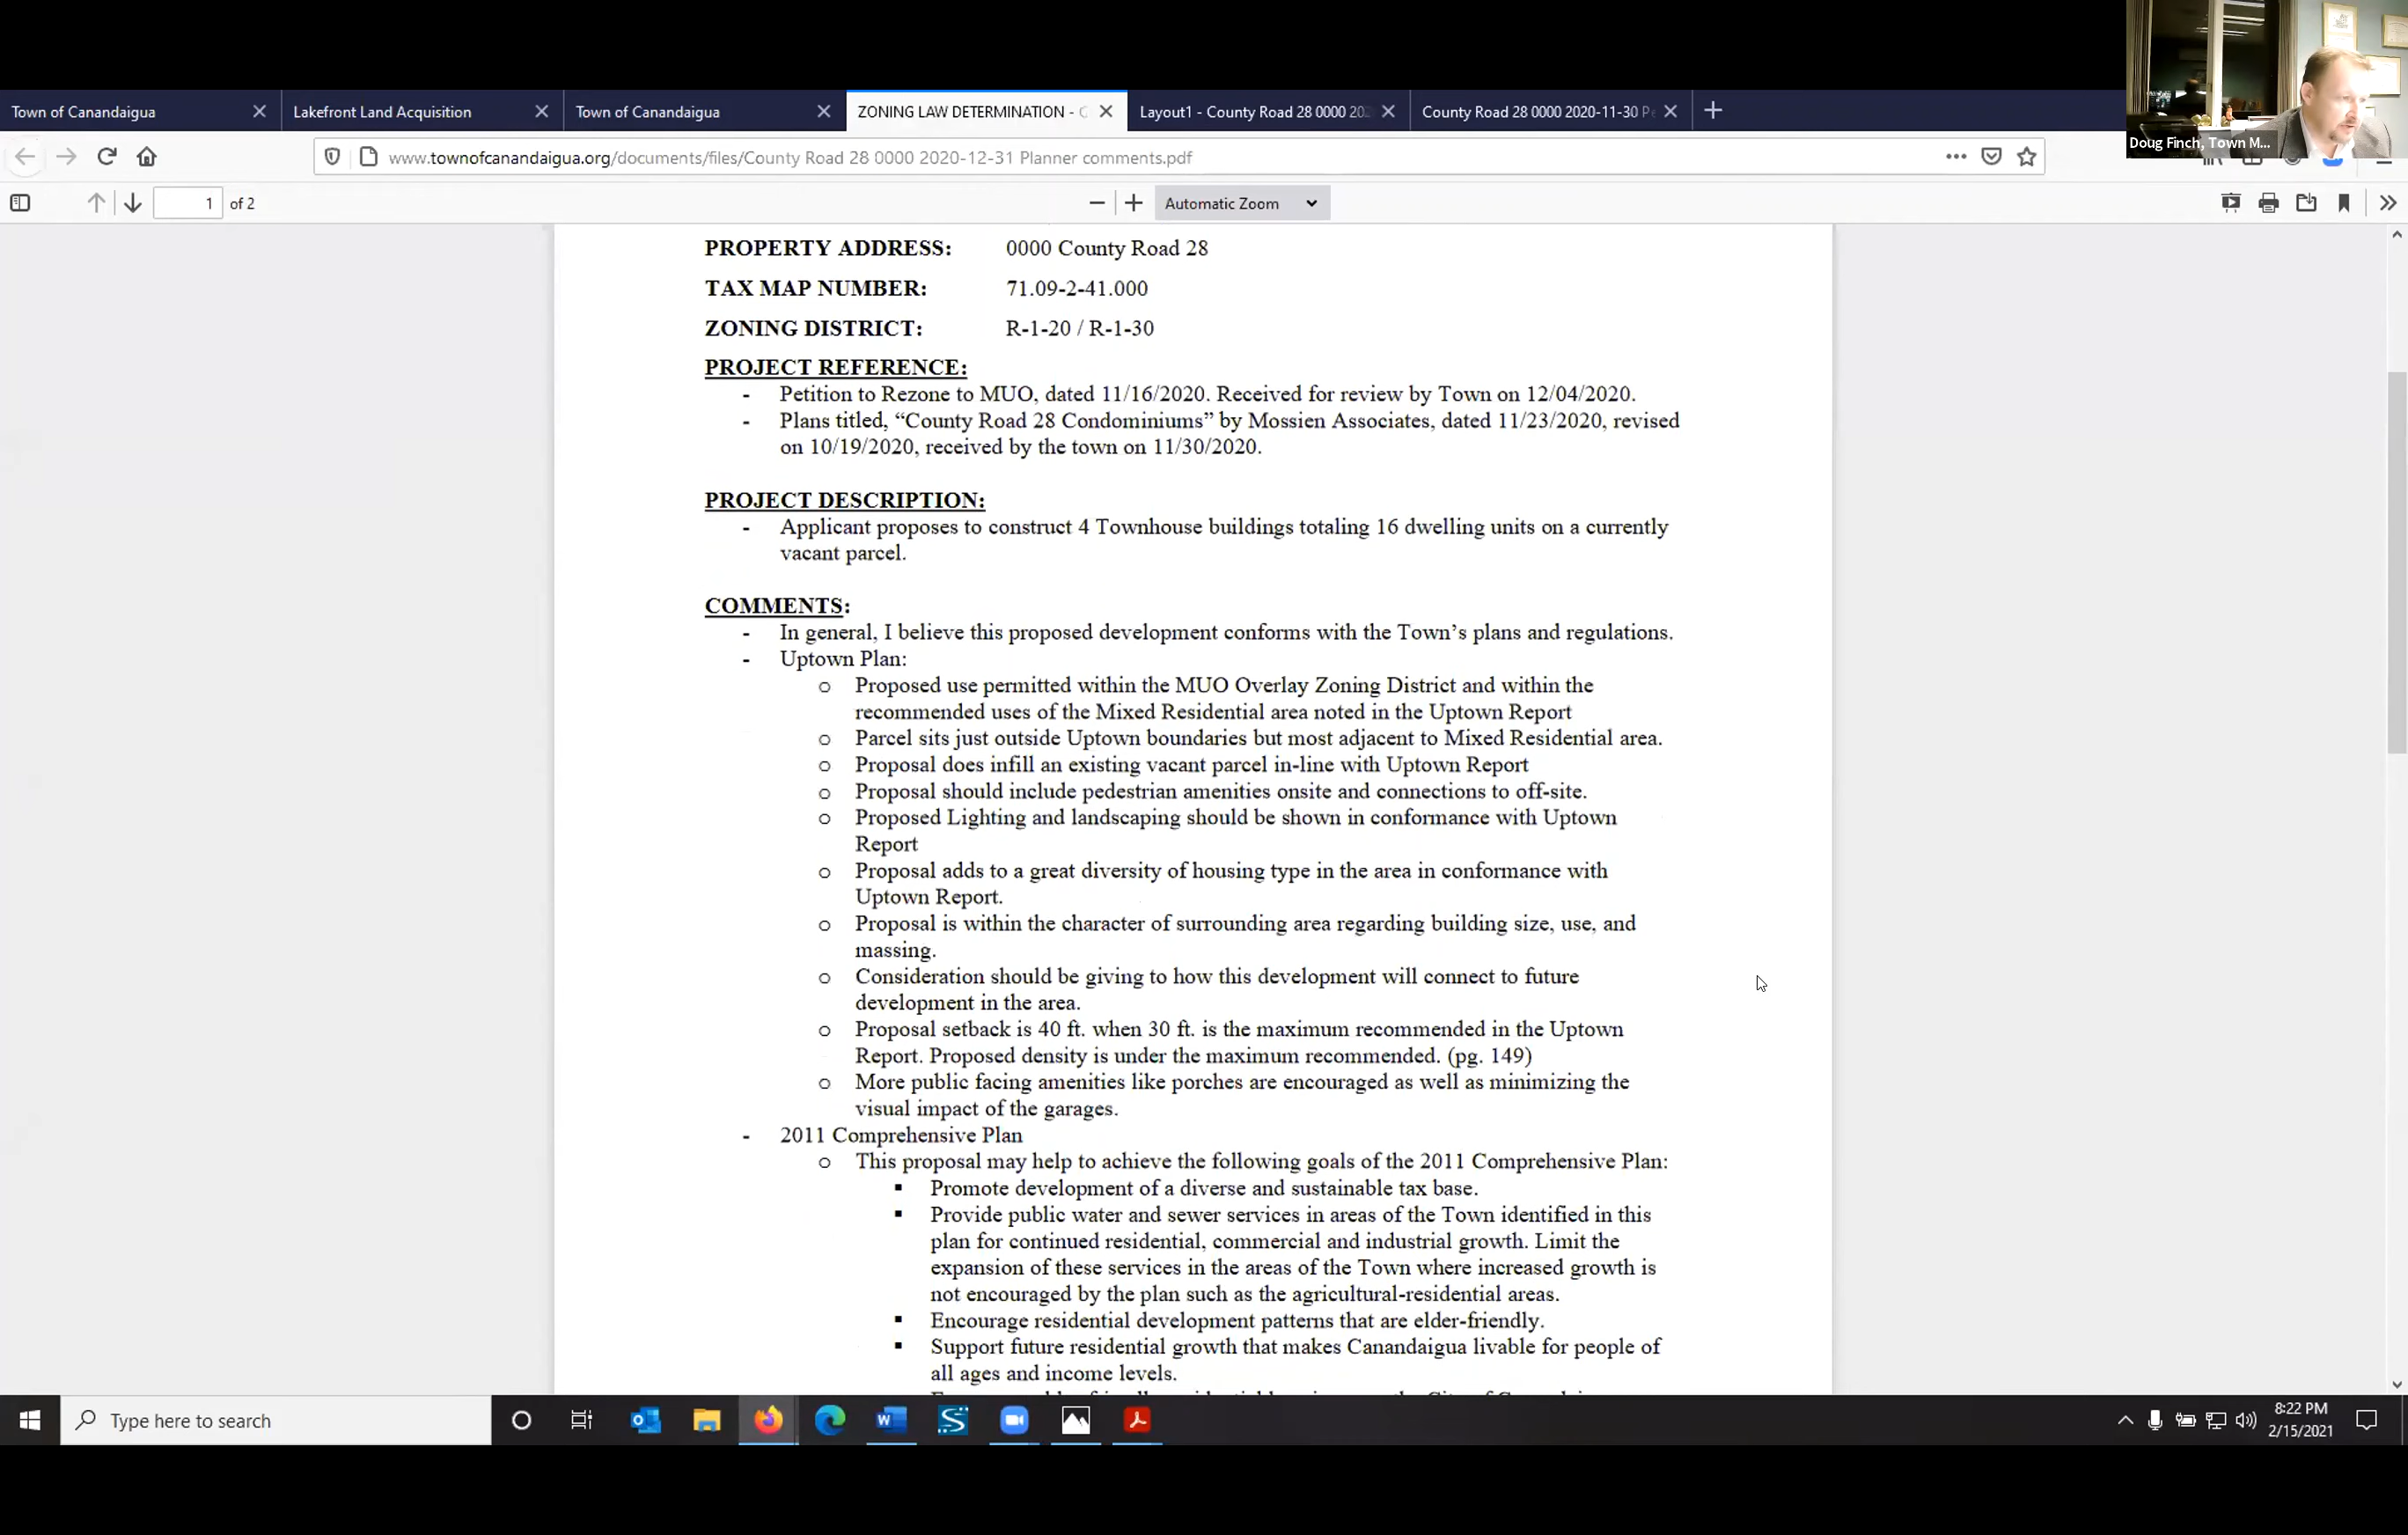 Doug Finch, Town M...
Town of Canandaigua
Lakefront Land Acquisition
Town of Canandaigua
ZONING LAW DETERMINATION -
Layout1 - County Road 28 0000 202
County Road 28 0000 2020-11-30 P
www.townofcanandaigua.org/documents/files/County Road 28 0000 2020-12-31 Planner comments.pdf
1 of 2
Automatic Zoom
PROPERTY ADDRESS: 0000 County Road 28
TAX MAP NUMBER: 71.09-2-41.000
ZONING DISTRICT: R-1-20 / R-1-30
PROJECT REFERENCE:
- Petition to Rezone to MUO, dated 11/16/2020. Received for review by Town on 12/04/2020.
- Plans titled, “County Road 28 Condominiums” by Mossien Associates, dated 11/23/2020, revised
on 10/19/2020, received by the town on 11/30/2020.
PROJECT DESCRIPTION:
- Applicant proposes to construct 4 Townhouse buildings totaling 16 dwelling units on a currently
vacant parcel.
COMMENTS:
- In general, I believe this proposed development conforms with the Town’s plans and regulations.
- Uptown Plan:
o Proposed use permitted within the MUO Overlay Zoning District and within the
recommended uses of the Mixed Residential area noted in the Uptown Report
o Parcel sits just outside Uptown boundaries but most adjacent to Mixed Residential area.
o Proposal does infill an existing vacant parcel in-line with Uptown Report
o Proposal should include pedestrian amenities onsite and connections to off-site.
o Proposed Lighting and landscaping should be shown in conformance with Uptown
Report
o Proposal adds to a great diversity of housing type in the area in conformance with
Uptown Report.
o Proposal is within the character of surrounding area regarding building size, use, and
massing.
o Consideration should be giving to how this development will connect to future
development in the area.
o Proposal setback is 40 ft. when 30 ft. is the maximum recommended in the Uptown
Report. Proposed density is under the maximum recommended. (pg. 149)
o More public facing amenities like porches are encouraged as well as minimizing the
visual impact of the garages.
- 2011 Comprehensive Plan
o This proposal may help to achieve the following goals of the 2011 Comprehensive Plan:
▪ Promote development of a diverse and sustainable tax base.
▪ Provide public water and sewer services in areas of the Town identified in this
plan for continued residential, commercial and industrial growth. Limit the
expansion of these services in the areas of the Town where increased growth is
not encouraged by the plan such as the agricultural-residential areas.
▪ Encourage residential development patterns that are elder-friendly.
▪ Support future residential growth that makes Canandaigua livable for people of
all ages and income levels.
Type here to search
8:22 PM
2/15/2021